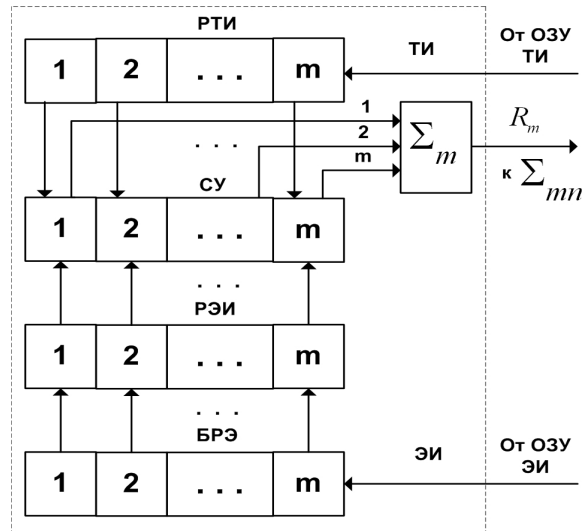 РТИ
1 2 . . . m
ТИ
От ОЗУ
ТИ
1
2
m
. . .
Σm
Rm
к Σmn
СУ
1 2 . . . m
. . .
РЭИ
1 2 . . . m
. . .
БРЭ
1 2 . . . m
ЭИ
От ОЗУ
ЭИ